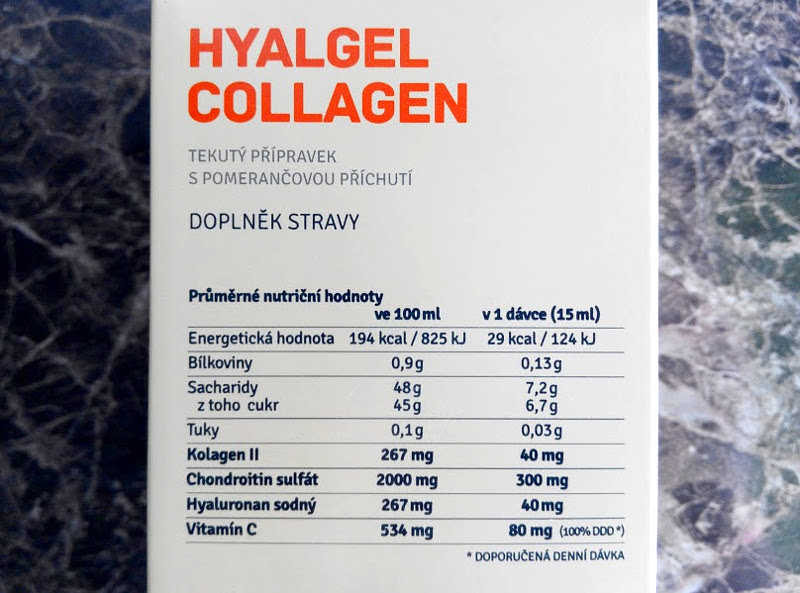 HYALGEL
COLLAGEN
TEKUTÝ PŘÍPRAVEK
S POMERANČOVOU PŘÍCHUTÍ
DOPLNĚK STRAVY
Průměrné nutriční hodnoty
ve 100 ml v 1 dávce (15 ml)
Energetická hodnota 194 kcal / 825 kJ 29 kcal / 124 kJ
Bílkoviny 0,9 g 0,13 g
Sacharidy 48 g 7,2 g
z toho cukr 45 g 6,7 g
Tuky 0,1 g 0,03 g
Kolagen II 267 mg 40 mg
Chondroitin sulfát 2000 mg 300 mg
Hyaluronan sodný 267 mg 40 mg
Vitamín C 534 mg 80 mg (100% DDD *)
* DOPORUČENÁ DENNÍ DÁVKA